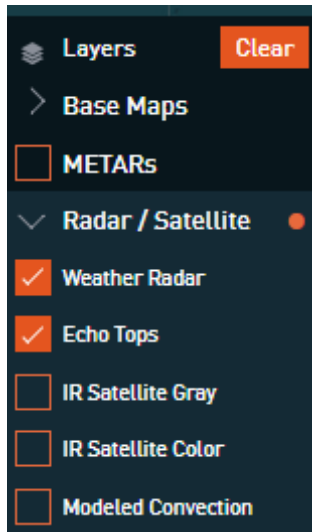 Layers Clear
Base Maps
METARs
Radar / Satellite
Weather Radar
Echo Tops
IR Satellite Gray
IR Satellite Color
Modeled Convection